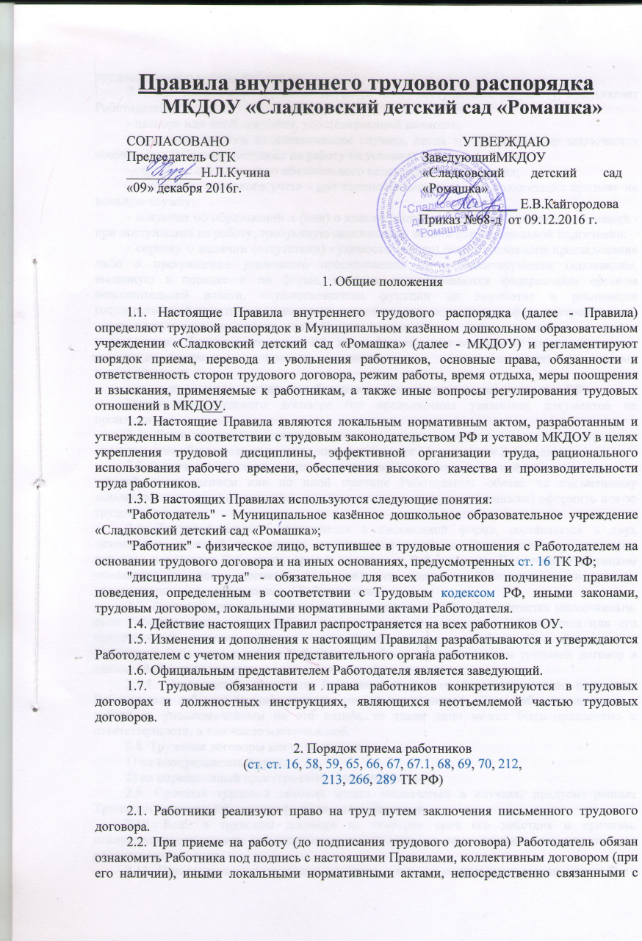 Правила внутреннего трудового распорядка
МКДОУ «Сладковский детский сад «Ромашка»
СОГЛАСОВАНО
Председатель СТК
__________Н.Л.Кучина
«09» декабря 2016г.
УТВЕРЖДАЮ
ЗаведующийМКДОУ
«Сладковский детский сад
«Ромашка»
Е.В.Кайгородова
Приказ №68-д от 09.12.2016 г.
1. Общие положения
1.1. Настоящие Правила внутреннего трудового распорядка (далее - Правила)
определяют трудовой распорядок в Муниципальном казённом дошкольном образовательном
учреждении «Сладковский детский сад «Ромашка» (далее - МКДОУ) и регламентируют
порядок приема, перевода и увольнения работников, основные права, обязанности и
ответственность сторон трудового договора, режим работы, время отдыха, меры поощрения
и взыскания, применяемые к работникам, а также иные вопросы регулирования трудовых
отношений в МКДОУ.
1.2. Настоящие Правила являются локальным нормативным актом, разработанным и
утвержденным в соответствии с трудовым законодательством РФ и уставом МКДОУ в целях
укрепления трудовой дисциплины, эффективной организации труда, рационального
использования рабочего времени, обеспечения высокого качества и производительности
труда работников.
1.3. В настоящих Правилах используются следующие понятия:
"Работодатель" - Муниципальное казённое дошкольное образовательное учреждение
«Сладковский детский сад «Ромашка»;
"Работник" - физическое лицо, вступившее в трудовые отношения с Работодателем на
основании трудового договора и на иных основаниях, предусмотренных ст. 16 ТК РФ;
"дисциплина труда" - обязательное для всех работников подчинение правилам
поведения, определенным в соответствии с Трудовым кодексом РФ, иными законами,
трудовым договором, локальными нормативными актами Работодателя.
1.4. Действие настоящих Правил распространяется на всех работников ОУ.
1.5. Изменения и дополнения к настоящим Правилам разрабатываются и утверждаются
Работодателем с учетом мнения представительного органа работников.
1.6. Официальным представителем Работодателя является заведующий.
1.7. Трудовые обязанности и права работников конкретизируются в трудовых
договорах и должностных инструкциях, являющихся неотъемлемой частью трудовых
договоров.
2. Порядок приема работников
(ст. ст. 16, 58, 59, 65, 66, 67, 67.1, 68, 69, 70, 212,
213, 266, 289 ТК РФ)
2.1. Работники реализуют право на труд путем заключения письменного трудового
договора.
2.2. При приеме на работу (до подписания трудового договора) Работодатель обязан
ознакомить Работника под подпись с настоящими Правилами, коллективным договором (при
его наличии), иными локальными нормативными актами, непосредственно связанными с